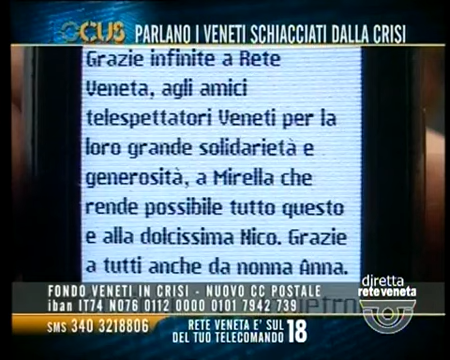 FOCUS PARLANO I VENETI SCHIACCIATI DALLA CRISI
Grazie infinite a Rete
Veneta, agli amici
telespettatori Veneti per la
loro grande solidarietà e
generosità, a Mirella che
rende possibile tutto questo
e alla dolcissima Nico. Grazie
a tutti anche da nonna Anna.
diretta
reteveneta
FONDO VENETI IN CRISI - NUOVO CC POSTALE
iban IT74 N076 0112 0000 0101 7942 739
SMS 340 3218806
RETE VENETA E' SUL
DEL TUO TELECOMANDO 18